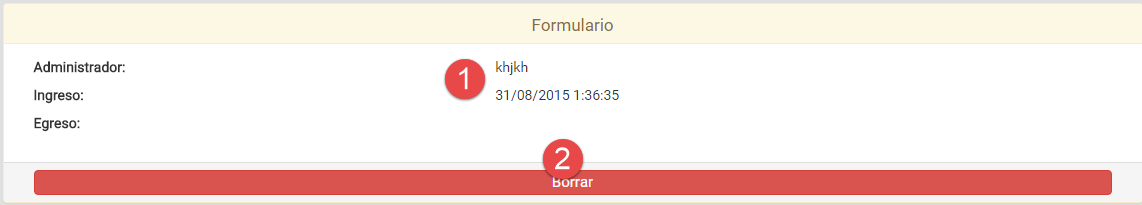 Formulario
Administrador: khjkh
1
Ingreso: 31/08/2015 1:36:35
Egreso:
2
Borrar